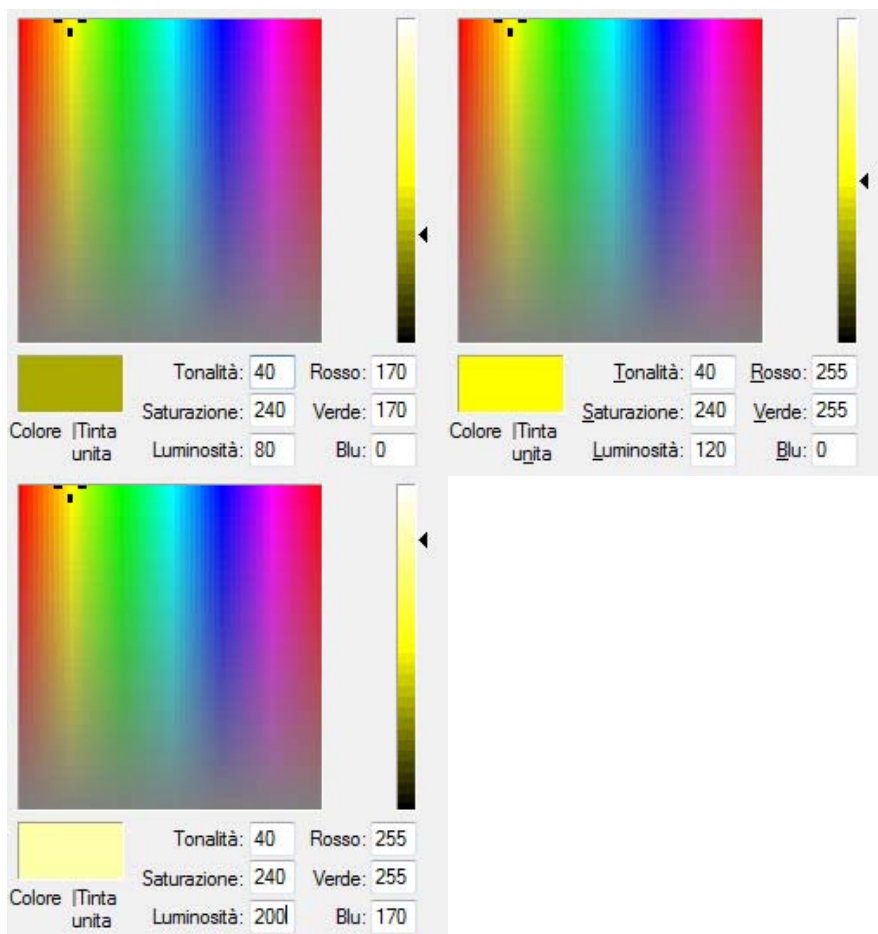 Tonalità: 40 Rosso: 170
Saturazione: 240 Verde: 170
Colore |Tinta unita
Luminosità: 80 Blu: 0
Tonalità: 40 Rosso: 255
Saturazione: 240 Verde: 255
Colore |Tinta unita
Luminosità: 120 Blu: 0
Tonalità: 40 Rosso: 255
Saturazione: 240 Verde: 255
Colore |Tinta unita
Luminosità: 200 Blu: 170